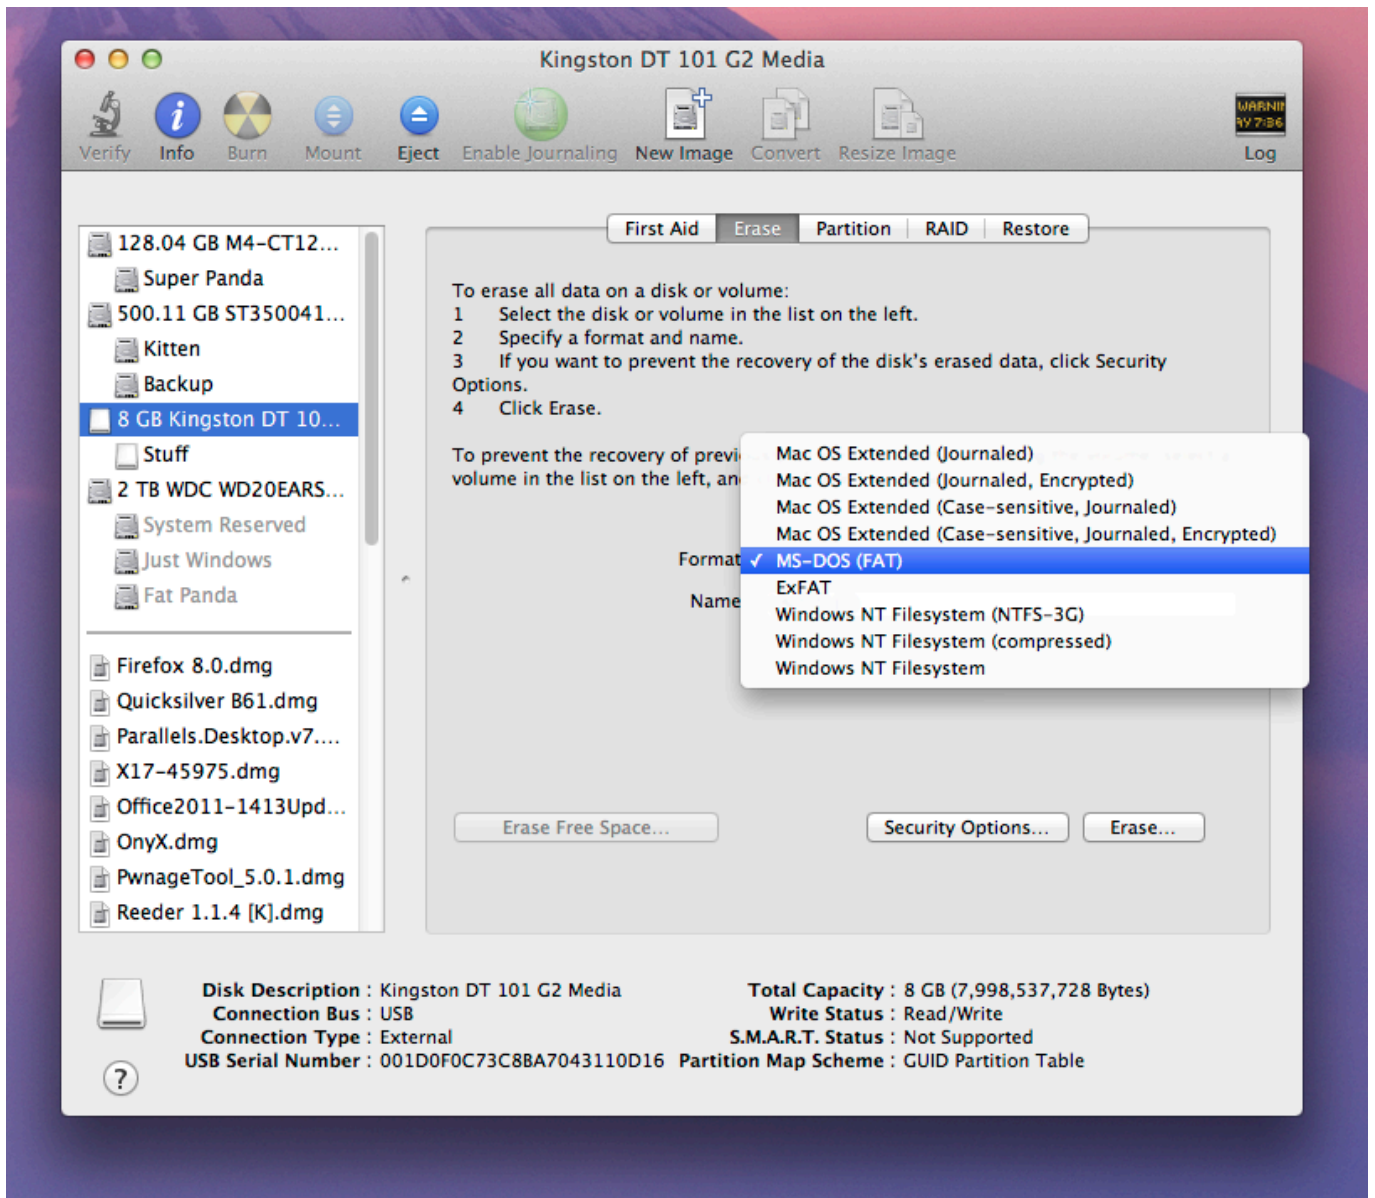 Kingston DT 101 G2 Media
Verify
Info
Burn
Mount
Eject
Enable Journaling
New Image
Convert
Resize Image
WARNIN
AY 7:36
Log
128.04 GB M4-CT12...
Super Panda
500.11 GB ST350041...
Kitten
Backup
8 GB Kingston DT 10...
Stuff
2 TB WDC WD20EARS...
System Reserved
Just Windows
Fat Panda
Firefox 8.0.dmg
Quicksilver B61.dmg
Parallels.Desktop.v7....
X17-45975.dmg
Office2011-1413Upd...
OnyX.dmg
PwnageTool_5.0.1.dmg
Reeder 1.1.4 [K].dmg
First Aid
Erase
Partition
RAID
Restore
To erase all data on a disk or volume:
1 Select the disk or volume in the list on the left.
2 Specify a format and name.
3 If you want to prevent the recovery of the disk's erased data, click Security
Options.
4 Click Erase.
To prevent the recovery of previ
volume in the list on the left, an
Format
Name
Mac OS Extended (Journaled)
Mac OS Extended (Journaled, Encrypted)
Mac OS Extended (Case-sensitive, Journaled)
Mac OS Extended (Case-sensitive, Journaled, Encrypted)
✓ MS-DOS (FAT)
ExFAT
Windows NT Filesystem (NTFS-3G)
Windows NT Filesystem (compressed)
Windows NT Filesystem
Erase Free Space...
Security Options...
Erase...
Disk Description : Kingston DT 101 G2 Media
Connection Bus : USB
Connection Type : External
USB Serial Number : 001D0F0C73C8BA7043110D16
Total Capacity : 8 GB (7,998,537,728 Bytes)
Write Status : Read/Write
S.M.A.R.T. Status : Not Supported
Partition Map Scheme : GUID Partition Table
?